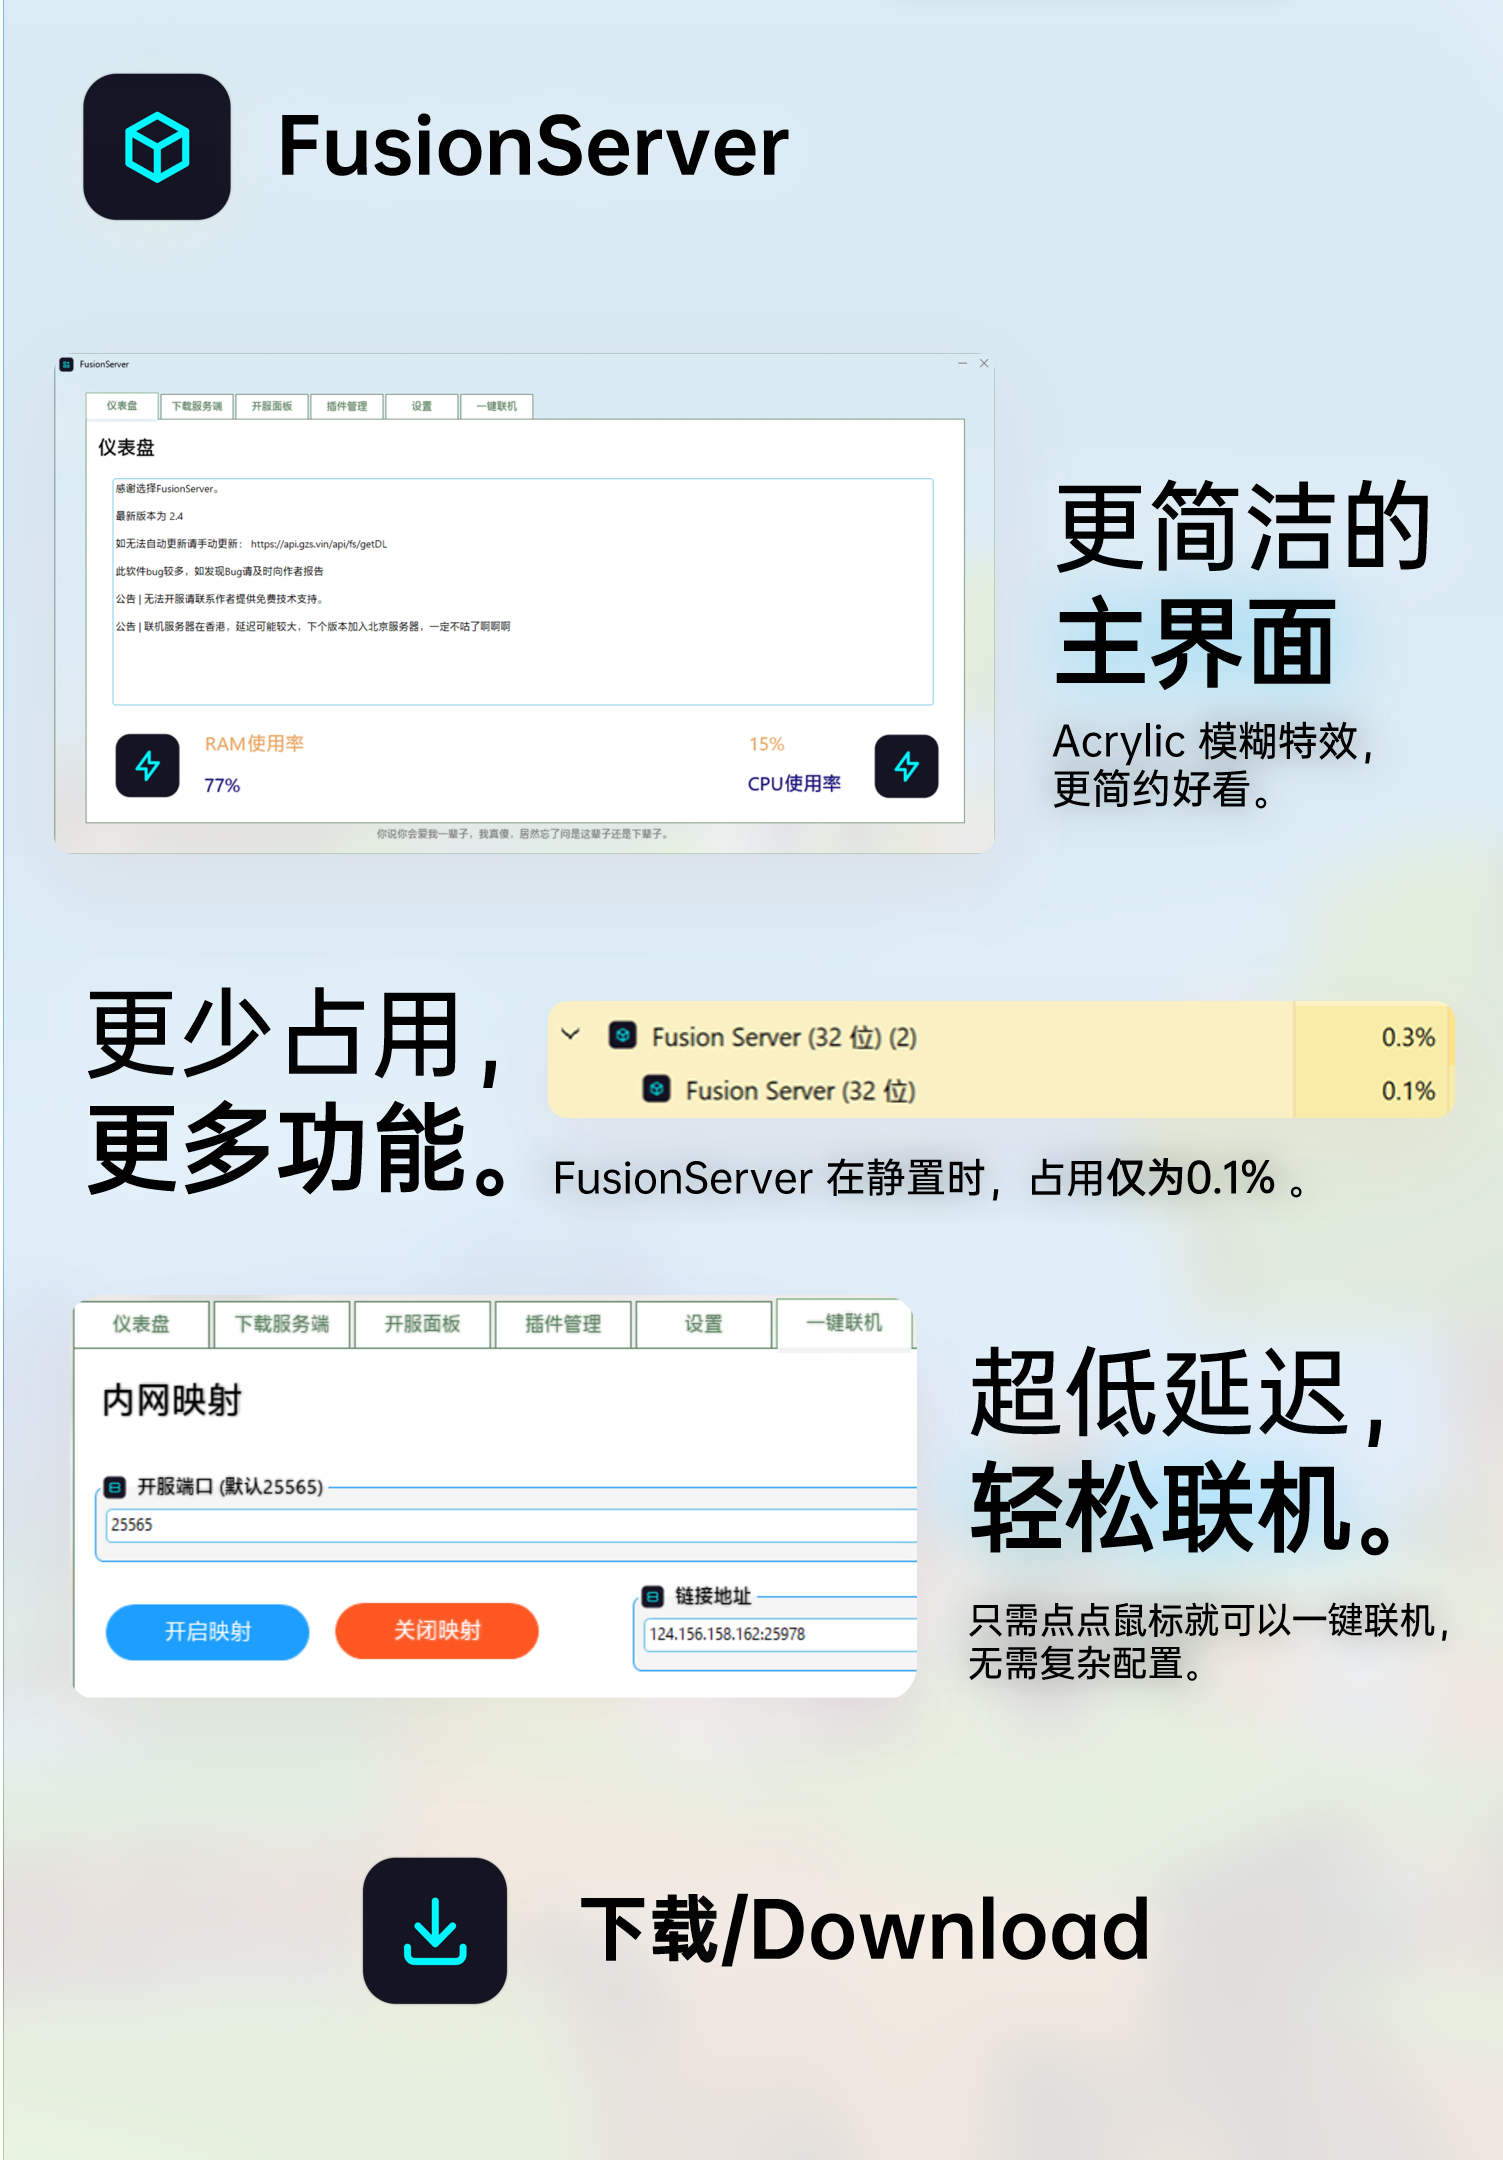 FusionServer
FusionServer
仪表盘 下载服务端 开服面板 插件管理 设置 一键联机
仪表盘
感谢选择FusionServer。
最新版本为 2.4
如无法自动更新请手动更新： https://api.gzs.vin/api/fs/getDL
此软件bug较多，如发现Bug请及时向作者报告
公告 | 无法开服请联系作者提供免费技术支持。
公告 | 联机服务器在香港，延迟可能较大，下个版本加入北京服务器，一定不咕了啊啊啊
RAM使用率
77%
15%
CPU使用率
你说你会爱我一辈子，我真傻，居然忘了问是这辈子还是下辈子。
更简洁的
主界面
Acrylic 模糊特效，
更简约好看。
更少占用，
更多功能。
Fusion Server (32 位) (2) 0.3%
Fusion Server (32 位) 0.1%
FusionServer 在静置时，占用仅为0.1% 。
仪表盘 下载服务端 开服面板 插件管理 设置 一键联机
内网映射
开服端口 (默认25565)
25565
开启映射 关闭映射
链接地址
124.156.158.162:25978
超低延迟，
轻松联机。
只需点点鼠标就可以一键联机，
无需复杂配置。
下载/Download